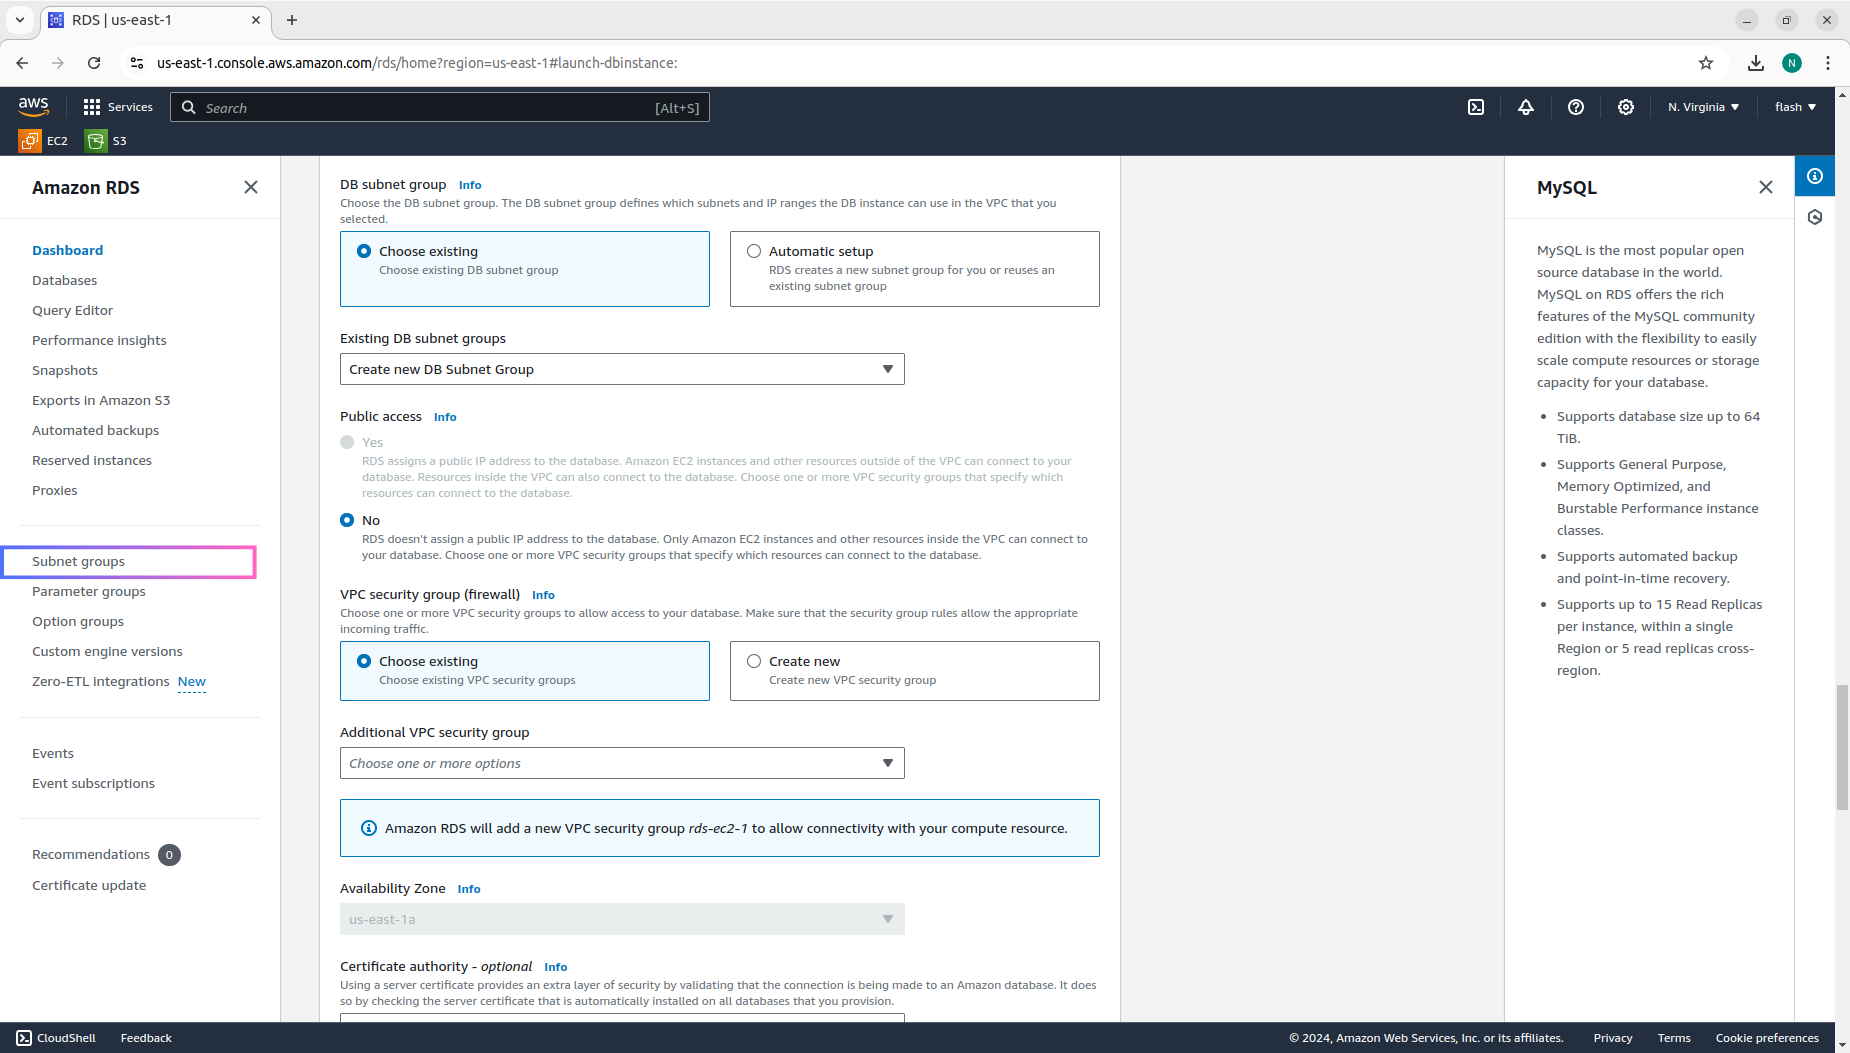 RDS | us-east-1
us-east-1.console.aws.amazon.com/rds/home?region=us-east-1#launch-dbinstance:
N
aws
Services
Search
[Alt+S]
N. Virginia
flash
EC2
S3
Amazon RDS
Dashboard
Databases
Query Editor
Performance insights
Snapshots
Exports in Amazon S3
Automated backups
Reserved instances
Proxies
Subnet groups
Parameter groups
Option groups
Custom engine versions
Zero-ETL integrations New
Events
Event subscriptions
Recommendations 0
Certificate update
DB subnet group Info
Choose the DB subnet group. The DB subnet group defines which subnets and IP ranges the DB instance can use in the VPC that you
selected.
Choose existing
Choose existing DB subnet group
Automatic setup
RDS creates a new subnet group for you or reuses an
existing subnet group
Existing DB subnet groups
Create new DB Subnet Group
Public access Info
Yes
RDS assigns a public IP address to the database. Amazon EC2 instances and other resources outside of the VPC can connect to your
database. Resources inside the VPC can also connect to the database. Choose one or more VPC security groups that specify which
resources can connect to the database.
No
RDS doesn't assign a public IP address to the database. Only Amazon EC2 instances and other resources inside the VPC can connect to
your database. Choose one or more VPC security groups that specify which resources can connect to the database.
VPC security group (firewall) Info
Choose one or more VPC security groups to allow access to your database. Make sure that the security group rules allow the appropriate
incoming traffic.
Choose existing
Choose existing VPC security groups
Create new
Create new VPC security group
Additional VPC security group
Choose one or more options
Amazon RDS will add a new VPC security group rds-ec2-1 to allow connectivity with your compute resource.
Availability Zone Info
us-east-1a
Certificate authority - optional Info
Using a server certificate provides an extra layer of security by validating that the connection is being made to an Amazon database. It does
so by checking the server certificate that is automatically installed on all databases that you provision.
MySQL
MySQL is the most popular open
source database in the world.
MySQL on RDS offers the rich
features of the MySQL community
edition with the flexibility to easily
scale compute resources or storage
capacity for your database.
• Supports database size up to 64
TiB.
• Supports General Purpose,
Memory Optimized, and
Burstable Performance instance
classes.
• Supports automated backup
and point-in-time recovery.
• Supports up to 15 Read Replicas
per instance, within a single
Region or 5 read replicas cross-
region.
CloudShell
Feedback
© 2024, Amazon Web Services, Inc. or its affiliates.
Privacy
Terms
Cookie preferences